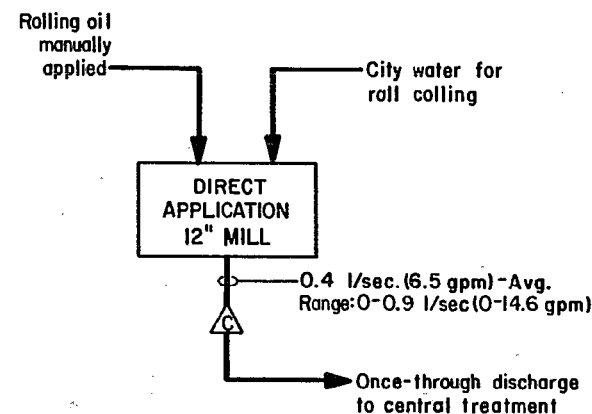 Rolling oil
manually
applied
City water for
roll colling
DIRECT
APPLICATION
12" MILL
0.4 l/sec. (6.5 gpm)-Avg.
Range:0-0.9 l/sec(0-14.6 gpm)
C
Once-through discharge
to central treatment